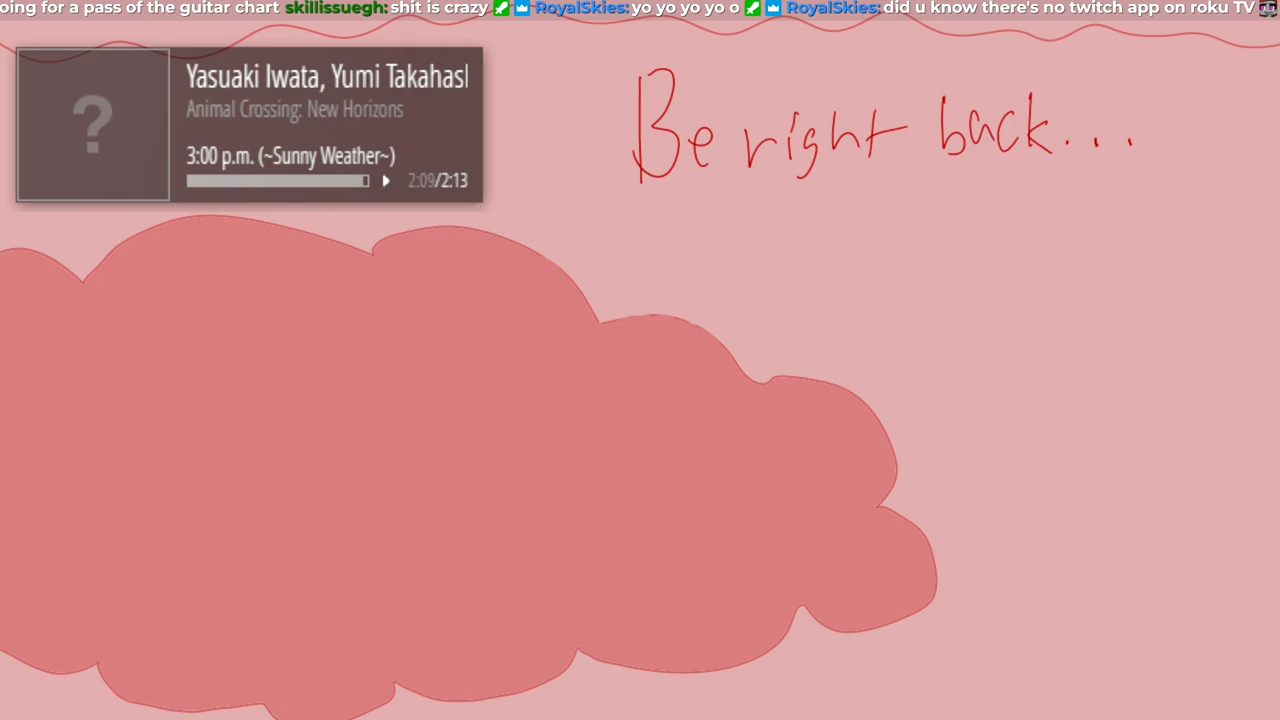 oing for a pass of the guitar chart skillissuegh: shit is crazy RoyalSkies: yo yo yo yo o RoyalSkies: did u know there's no twitch app on roku TV
Yasuaki Iwata, Yumi Takahas
Animal Crossing: New Horizons
3:00 p.m. (~Sunny Weather~)
2:09/2:13
Be right back...
?